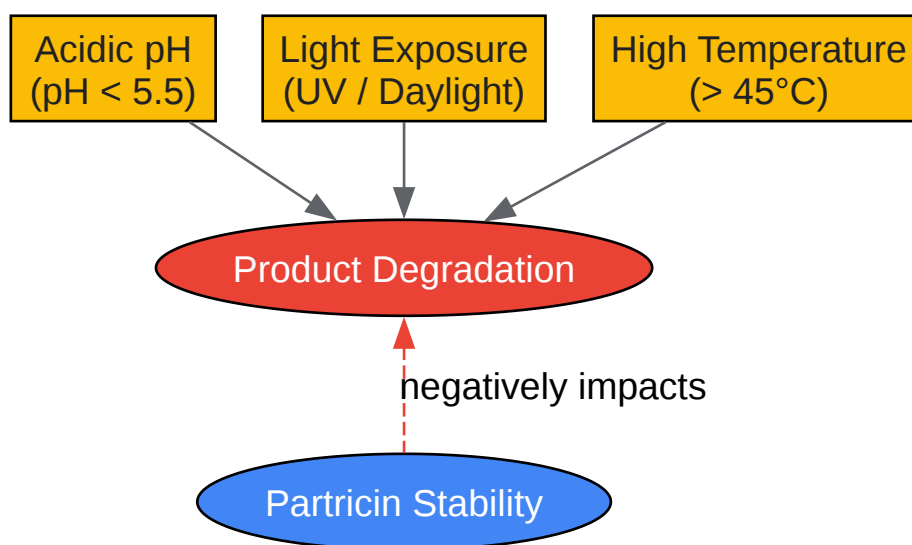 Acidic pH
(pH < 5.5)
Light Exposure
(UV / Daylight)
High Temperature
(> 45°C)
Product Degradation
negatively impacts
Partricin Stability